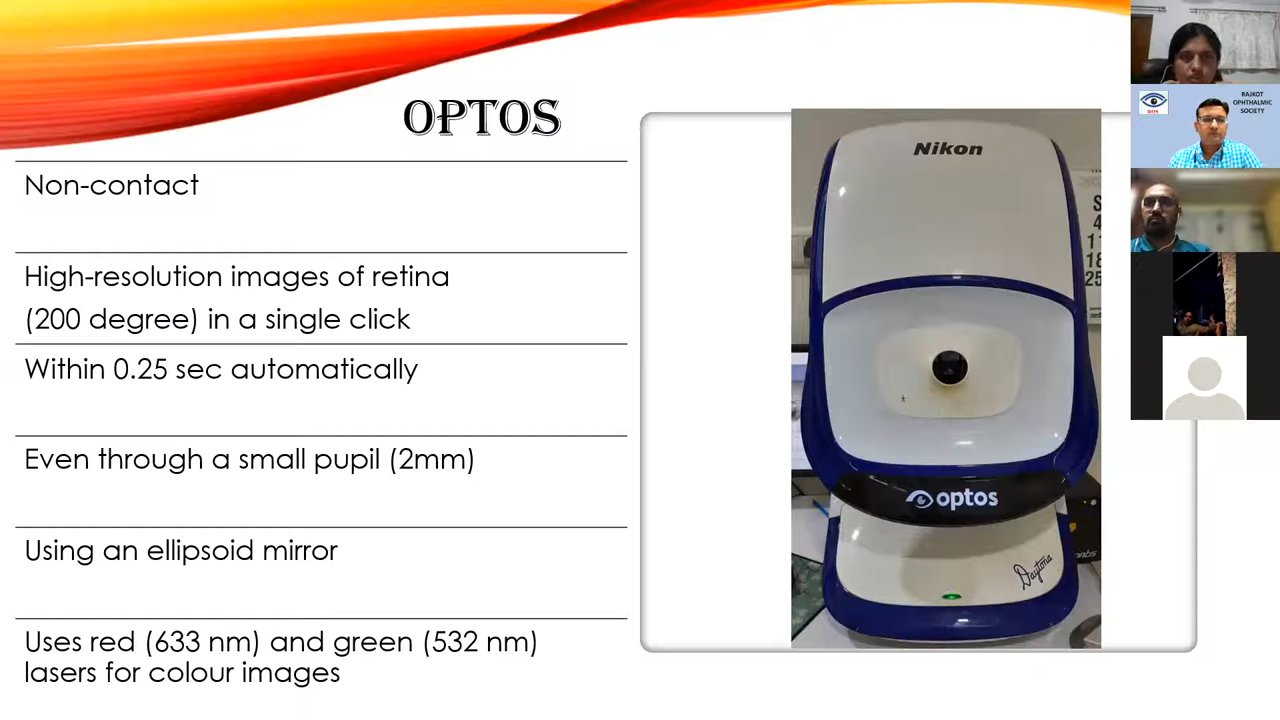 OPTOS
Non-contact
High-resolution images of retina
(200 degree) in a single click
Within 0.25 sec automatically
Even through a small pupil (2mm)
Using an ellipsoid mirror
Uses red (633 nm) and green (532 nm)
lasers for colour images
Nikon
optos
Daytona
RAJKOT
OPHTHALMIC
SOCIETY